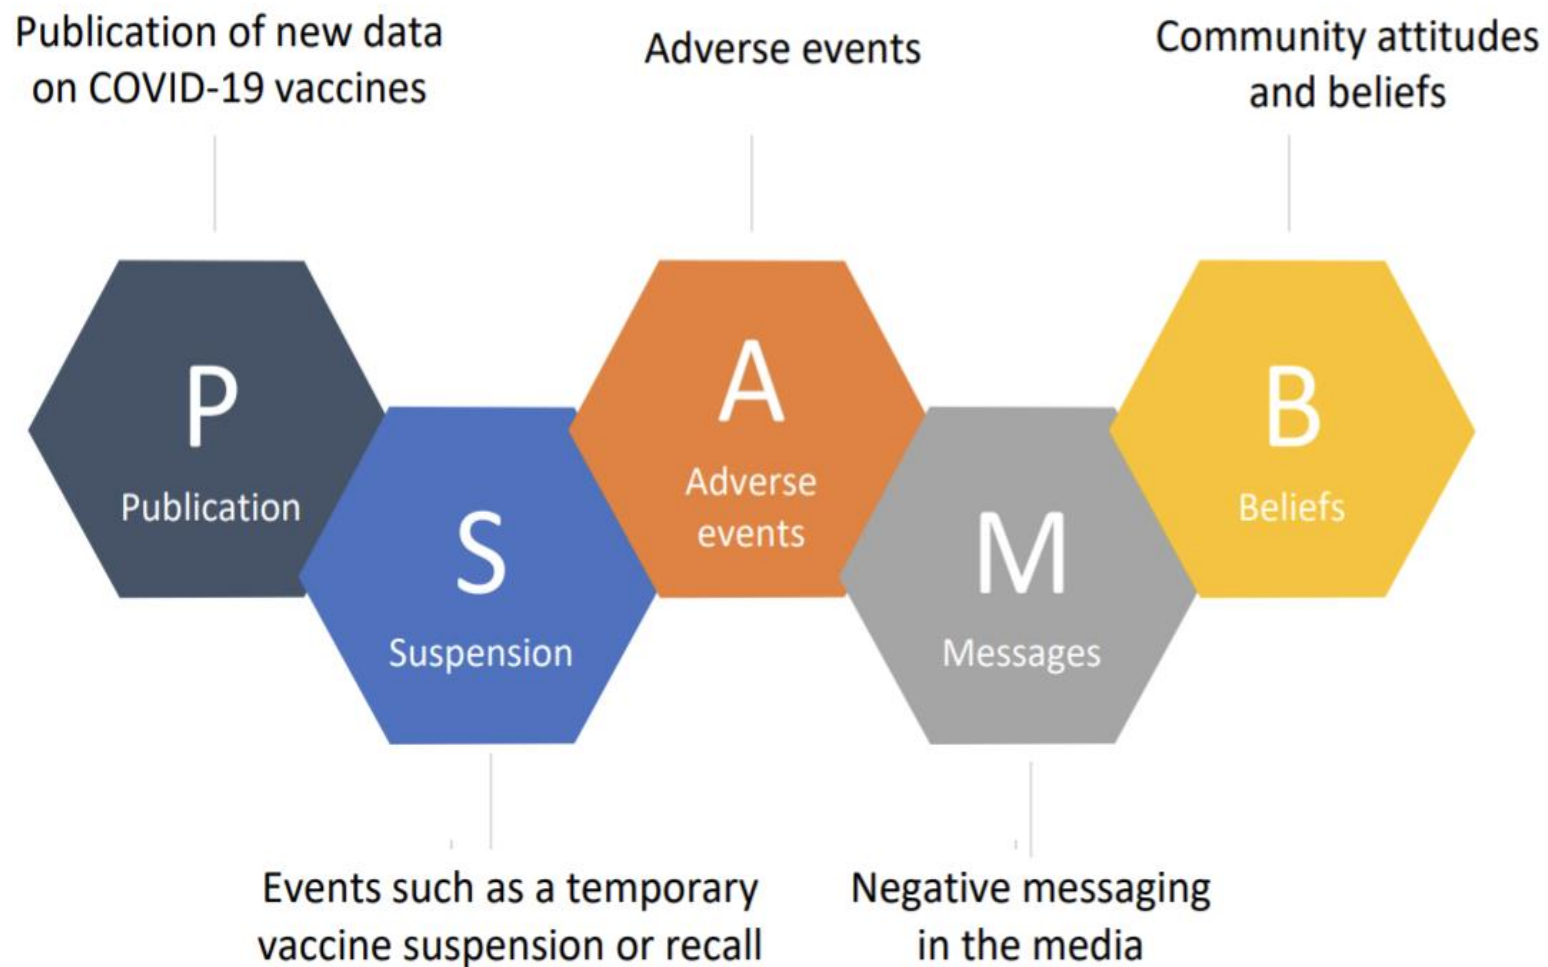 Publication of new data
on COVID-19 vaccines
Adverse events
Community attitudes
and beliefs
P
Publication
S
Suspension
A
Adverse
events
M
Messages
B
Beliefs
Events such as a temporary
vaccine suspension or recall
Negative messaging
in the media